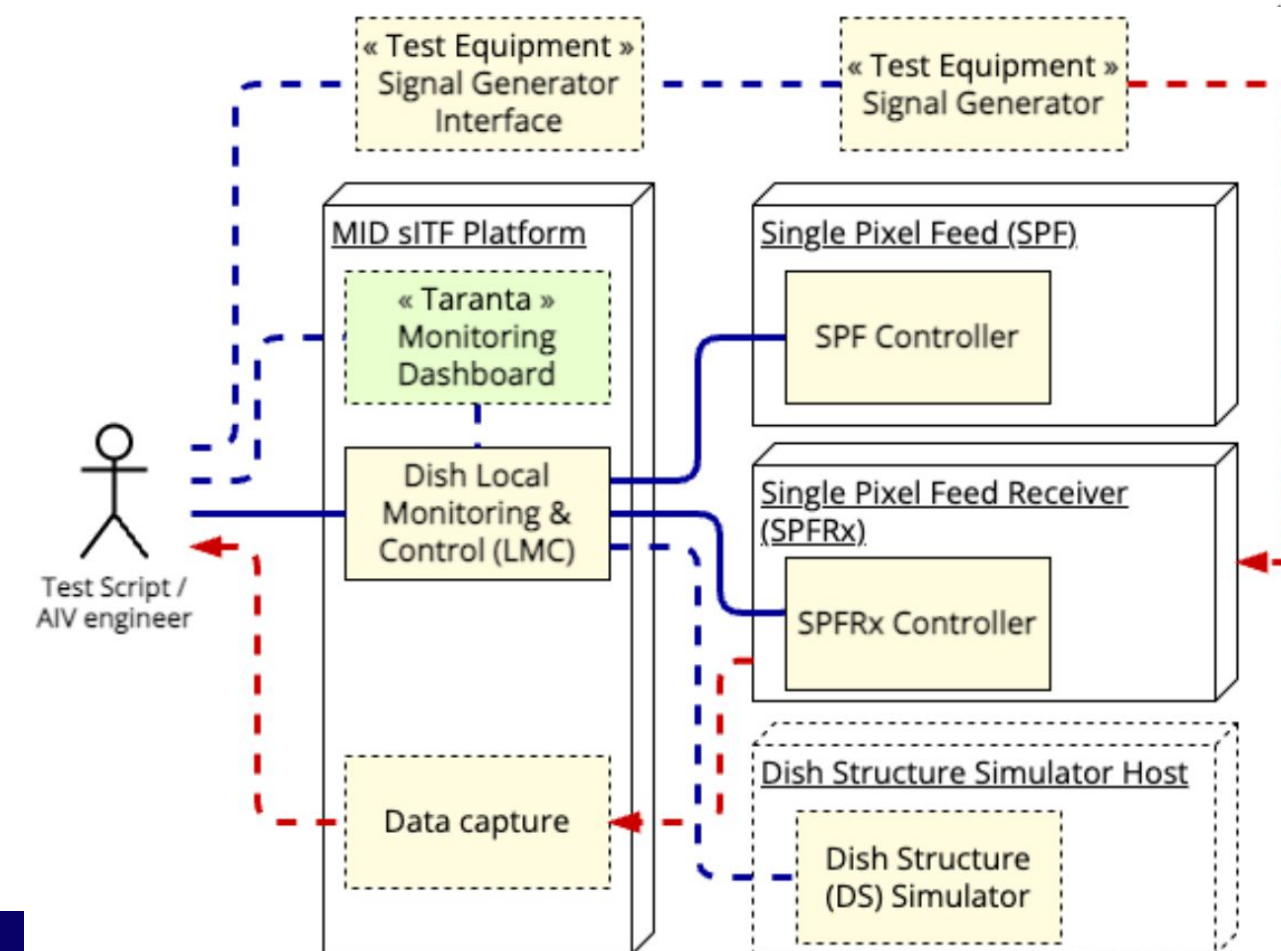 « Test Equipment »
Signal Generator
Interface
« Test Equipment »
Signal Generator
MID sITF Platform
« Taranta »
Monitoring
Dashboard
Dish Local
Monitoring &
Control (LMC)
Data capture
Test Script /
AIV engineer
Single Pixel Feed (SPF)
SPF Controller
Single Pixel Feed Receiver
(SPFRx)
SPFRx Controller
Dish Structure Simulator Host
Dish Structure
(DS) Simulator